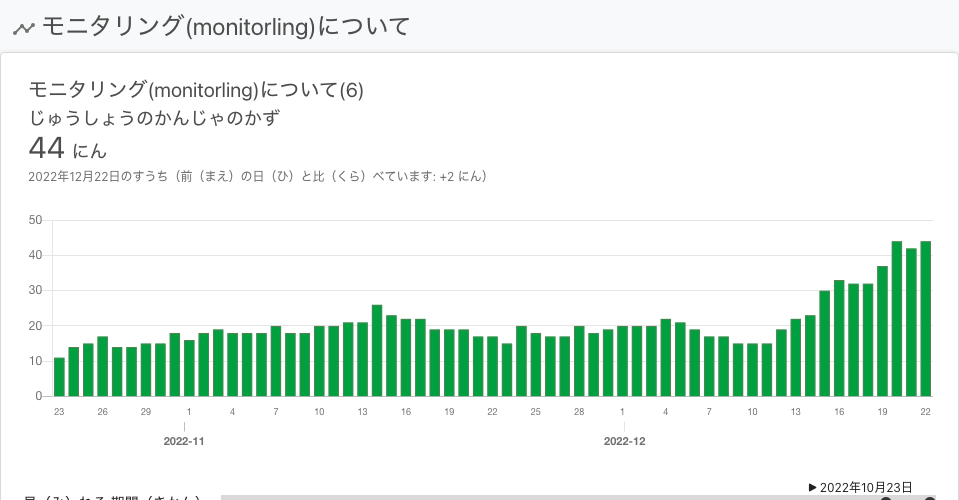 モニタリング(monitorling)について
モニタリング(monitorling)について(6)
じゅうしょうのかんじゃのかず
44 にん
2022年12月22日のすうち（前（まえ）の日（ひ）と比（くら）べています: +2 にん）
50
40
30
20
10
0
23 26 29 1 4 7 10 13 16 19 22 25 28 1 4 7 10 13 16 19 22
2022-11 2022-12
▶ 2022年10月23日